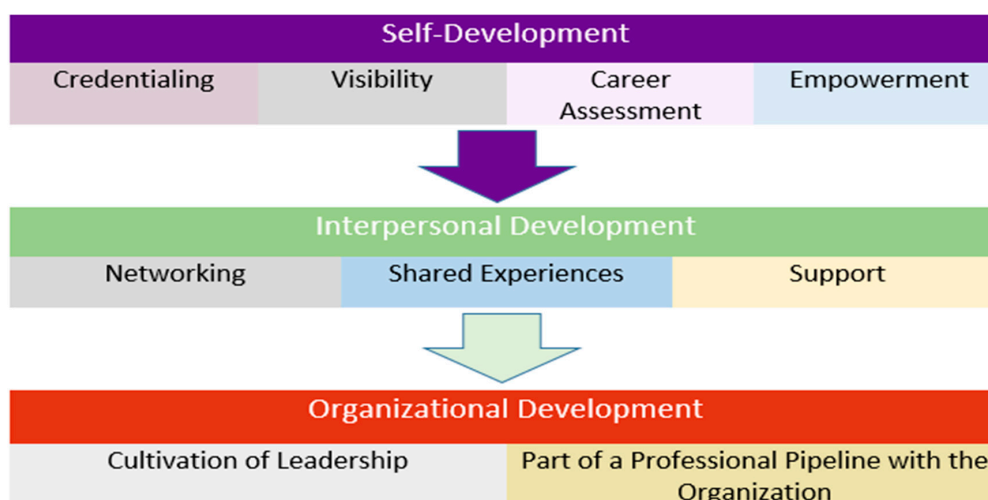 Self-Development
Credentialing
Visibility
Career
Assessment
Empowerment
Interpersonal Development
Networking
Shared Experiences
Support
Organizational Development
Cultivation of Leadership
Part of a Professional Pipeline with the
Organization